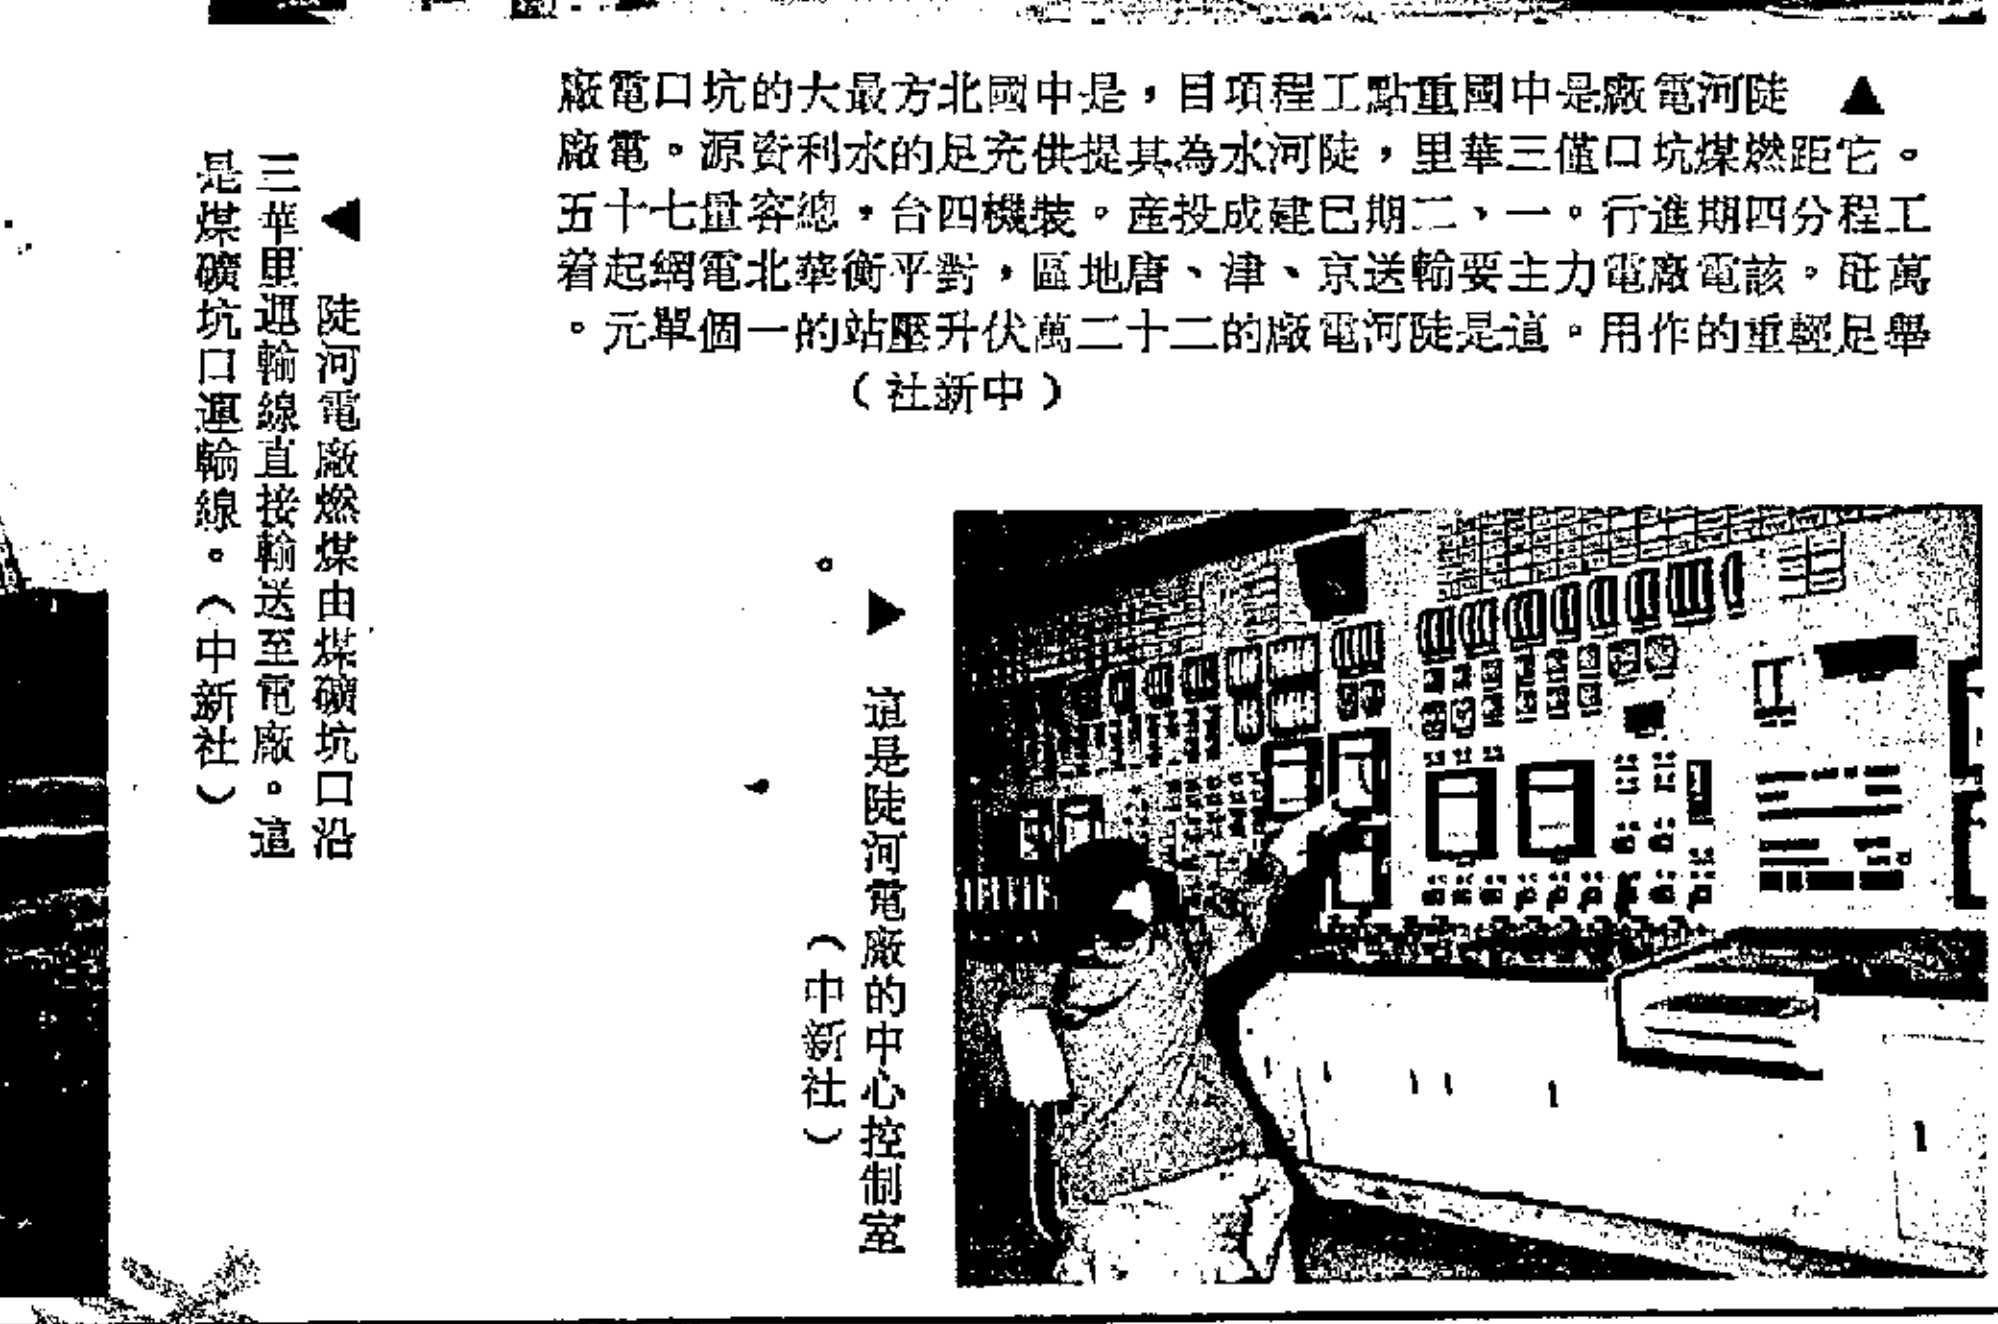 ▲ 陡河電廠是中國重點工程項目，是中國北方最大的坑口電廠
。它距燃煤坑口僅三華里，陡河水為其提供充足的水利資源。電廠
工程分四期進行。一、二期已建成投產。裝機四台，總容量七十五
萬瓩。該電廠電力主要輸送京、津、唐地區，對平衡華北電網起着
舉足輕重的作用。這是陡河電廠的二十二萬伏升壓站的一個單元。
（中新社）
▶ 這是陡河電廠的中心控制室
。（中新社）
◀ 陡河電廠燃煤由煤礦坑口沿
三華里運輸線直接輸送至電廠。這
是煤礦坑口運輸線。（中新社）